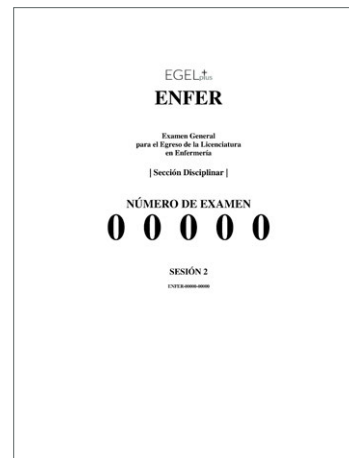 EGEL+plus
ENFER
Examen General
para el Egreso de la Licenciatura
en Enfermería
| Sección Disciplinar |
NÚMERO DE EXAMEN
0 0 0 0 0
SESIÓN 2
ENFER-0000-00000